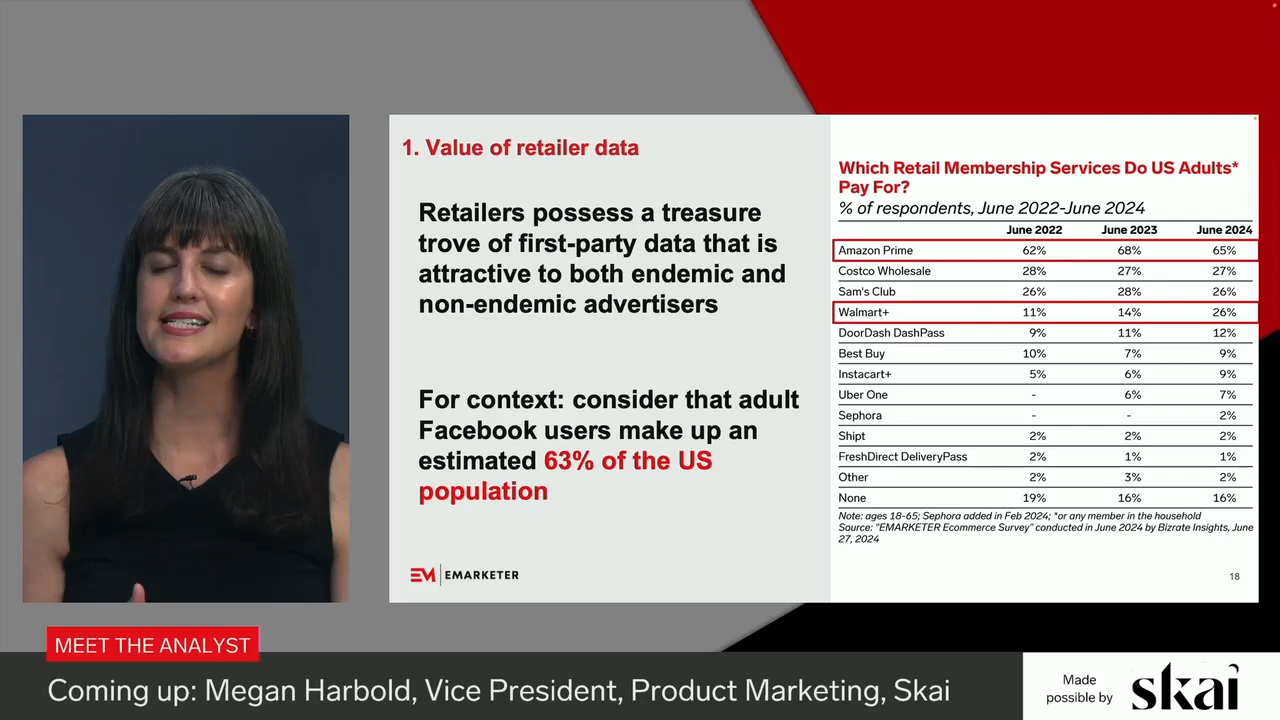 1. Value of retailer data
Retailers possess a treasure
trove of first-party data that is
attractive to both endemic and
non-endemic advertisers
For context: consider that adult
Facebook users make up an
estimated 63% of the US
population
EM EMARKETER
Which Retail Membership Services Do US Adults*
Pay For?
% of respondents, June 2022-June 2024
June 2022 June 2023 June 2024
Amazon Prime 62% 68% 65%
Costco Wholesale 28% 27% 27%
Sam's Club 26% 28% 26%
Walmart+ 11% 14% 26%
DoorDash DashPass 9% 11% 12%
Best Buy 10% 7% 9%
Instacart+ 5% 6% 9%
Uber One - 6% 7%
Sephora - - 2%
Shipt 2% 2% 2%
FreshDirect DeliveryPass 2% 1% 1%
Other 2% 3% 2%
None 19% 16% 16%
Note: ages 18-65; Sephora added in Feb 2024; *or any member in the household
Source: "EMARKETER Ecommerce Survey" conducted in June 2024 by Bizrate Insights, June
27, 2024
18
MEET THE ANALYST
Coming up: Megan Harbold, Vice President, Product Marketing, Skai
Made
possible by
skai